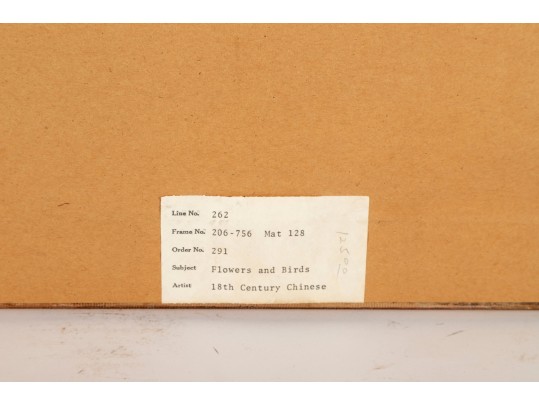 Line No. 262
Frame No. 206-756 Mat 128
Order No. 291
Subject Flowers and Birds
Artist 18th Century Chinese